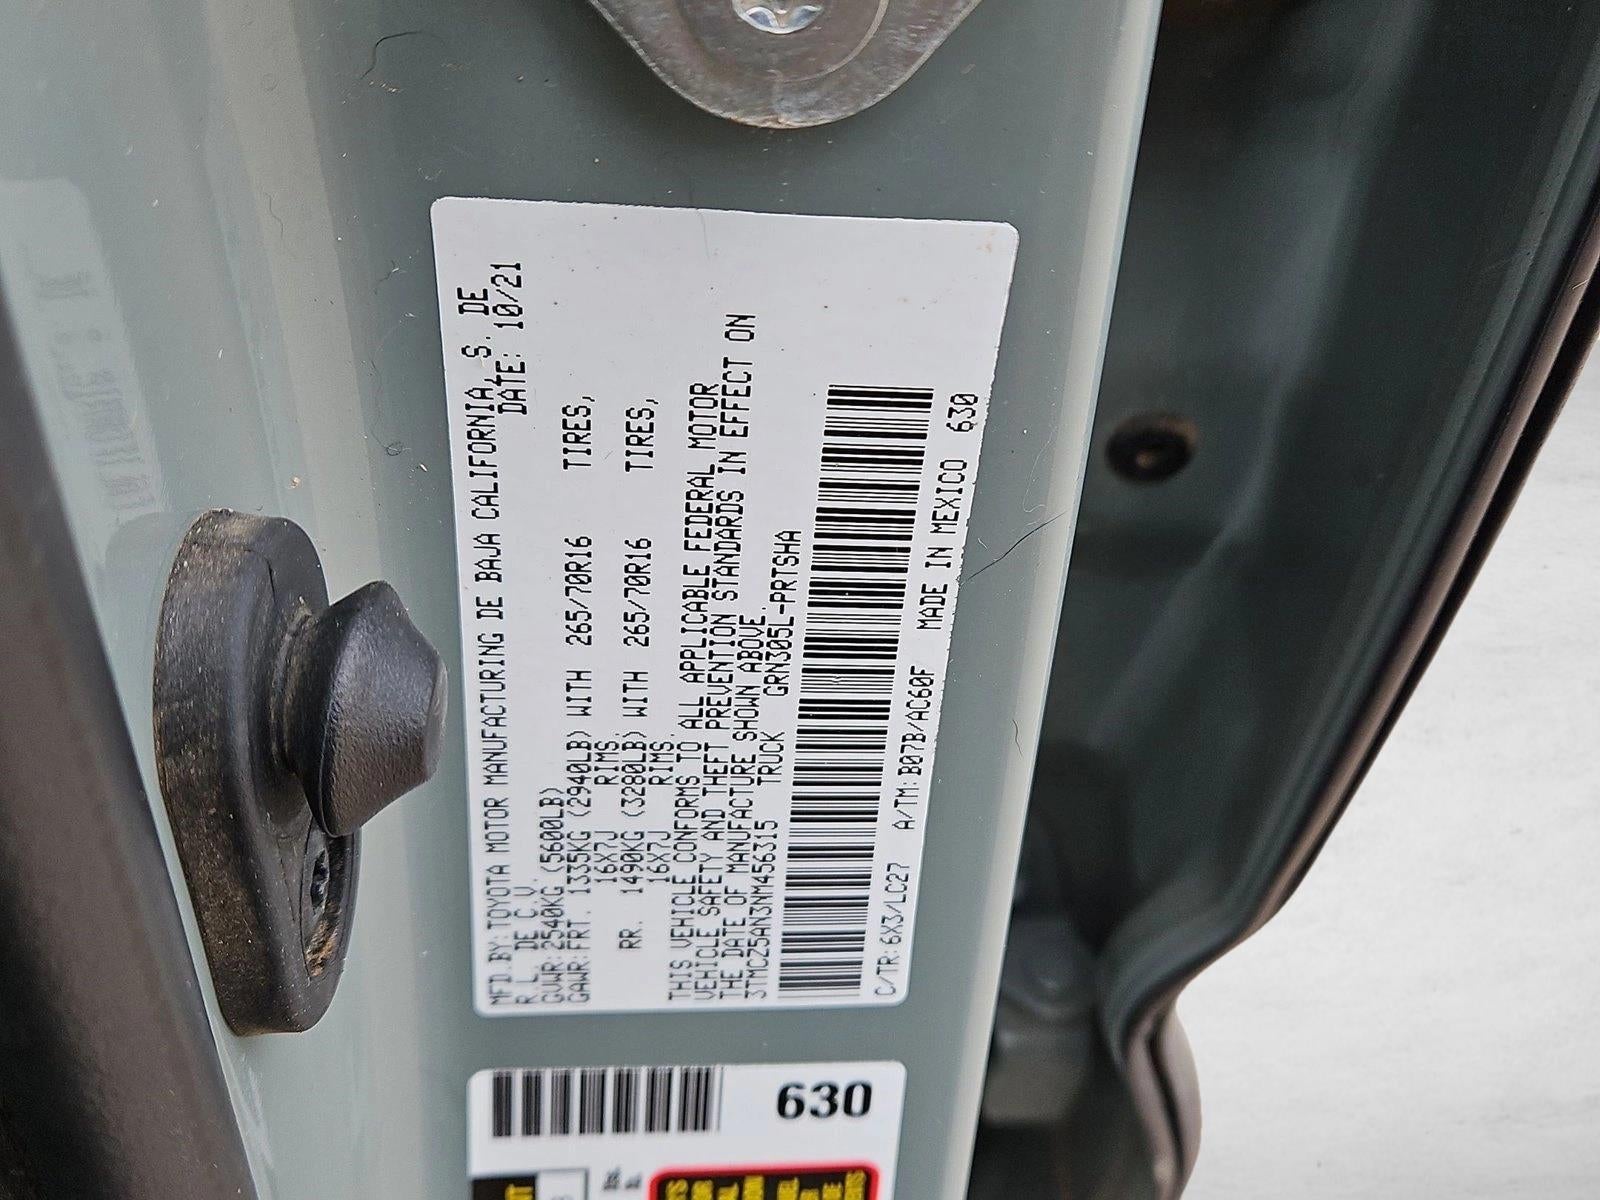 MFD.BY:TOYOTA MOTOR MANUFACTURING DE BAJA CALIFORNIA, S. DE
R.L. DE C.V. DATE: 10/21
GVWR:2540KG (5600LB)
GAWR:FRT. 1335KG (2940LB) WITH 265/70R16 TIRES,
16X7J RIMS
RR. 1490KG (3280LB) WITH 265/70R16 TIRES,
16X7J RIMS
THIS VEHICLE CONFORMS TO ALL APPLICABLE FEDERAL MOTOR
VEHICLE SAFETY AND THEFT PREVENTION STANDARDS IN EFFECT ON
THE DATE OF MANUFACTURE SHOWN ABOVE.
3TMCZ5AN3NM456315 TRUCK GRN305L-PRTSHA
C/TR:6X3/LC27 A/TM:B07B/AC60F MADE IN MEXICO 630
630